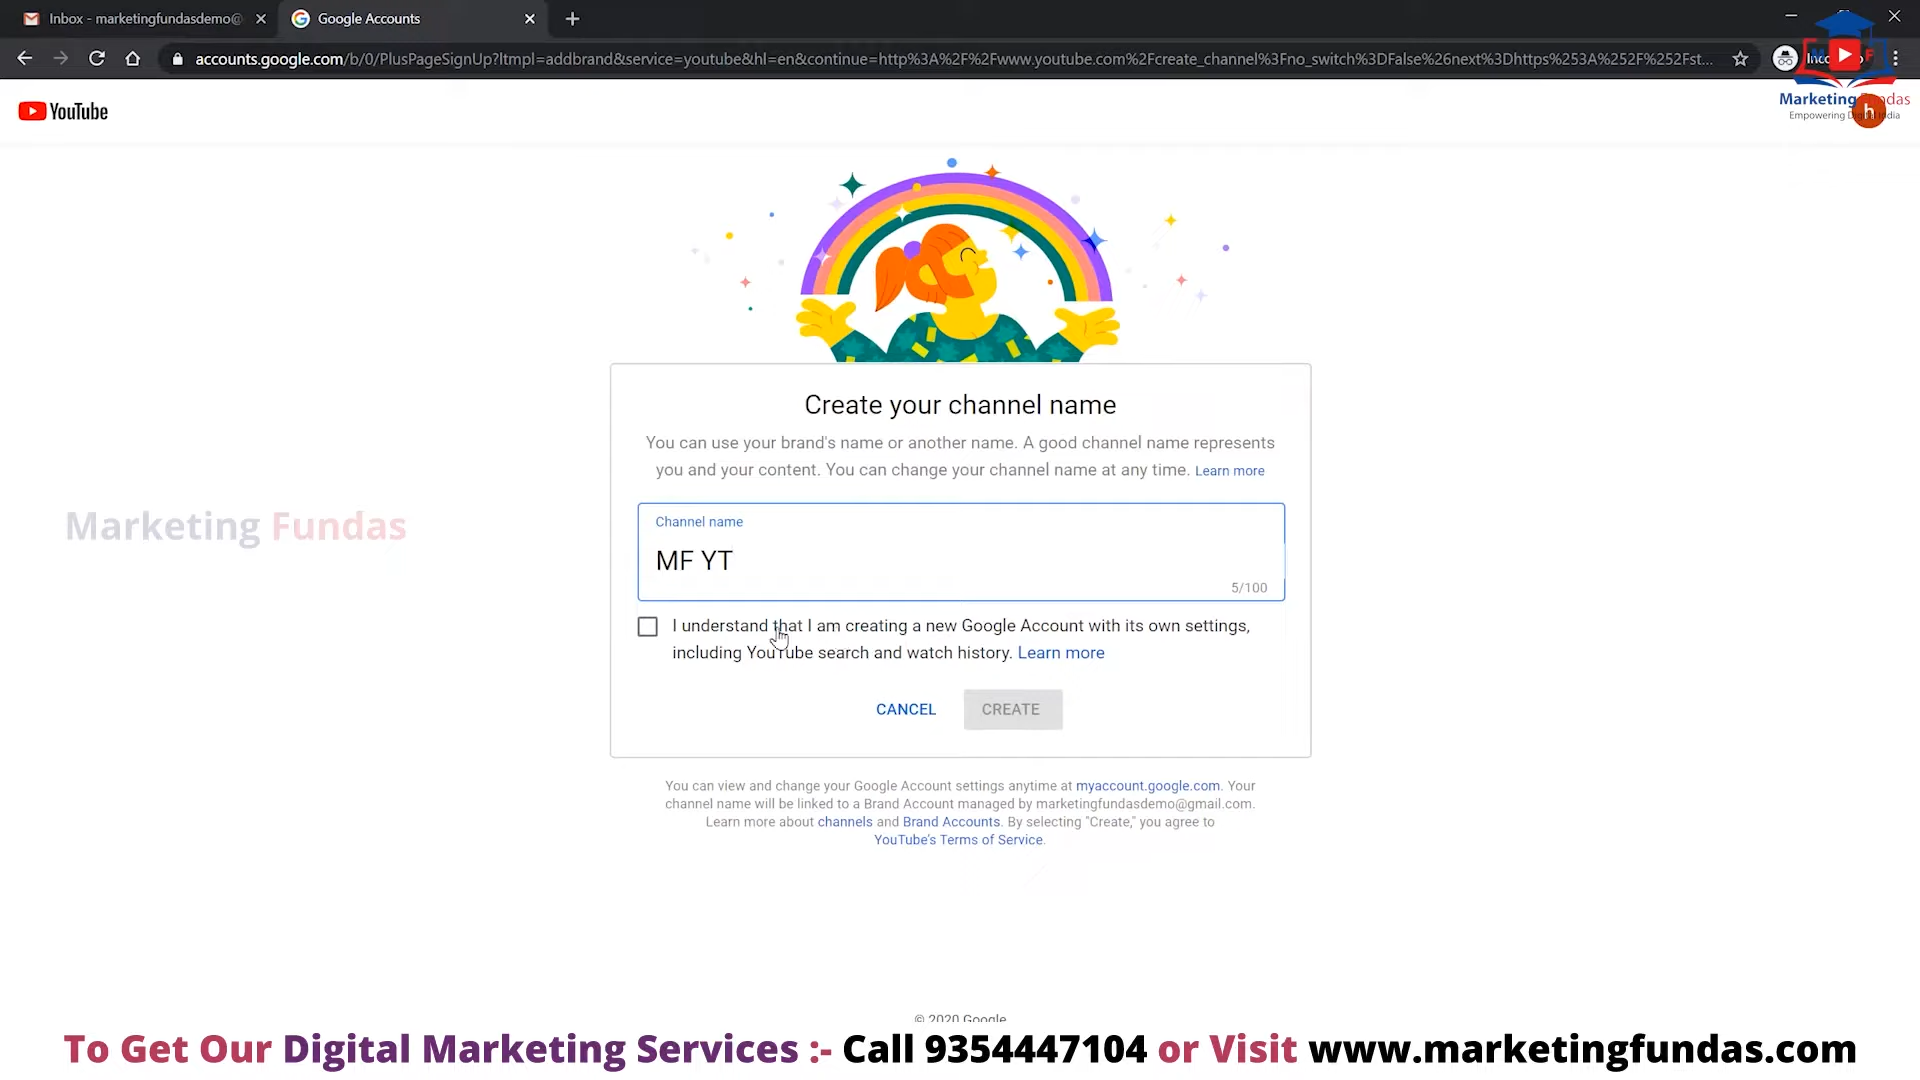 Inbox - marketingfundasdemo@
Google Accounts
accounts.google.com/b/0/PlusPageSignUp?ltmpl=addbrand&service=youtube&hl=en&continue=http%3A%2F%2Fwww.youtube.com%2Fcreate_channel%3Fno_switch%3DFalse%26next%3Dhttps%253A%252F%252Fst...
YouTube
Marketing Fundas
Empowering Digital India
h
Create your channel name
You can use your brand's name or another name. A good channel name represents
you and your content. You can change your channel name at any time. Learn more
Channel name
MF YT
5/100
Marketing Fundas
I understand that I am creating a new Google Account with its own settings,
including YouTube search and watch history. Learn more
CANCEL
CREATE
You can view and change your Google Account settings anytime at myaccount.google.com. Your
channel name will be linked to a Brand Account managed by marketingfundasdemo@gmail.com.
Learn more about channels and Brand Accounts. By selecting "Create," you agree to
YouTube's Terms of Service.
© 2020 Google
To Get Our Digital Marketing Services :- Call 9354447104 or Visit www.marketingfundas.com